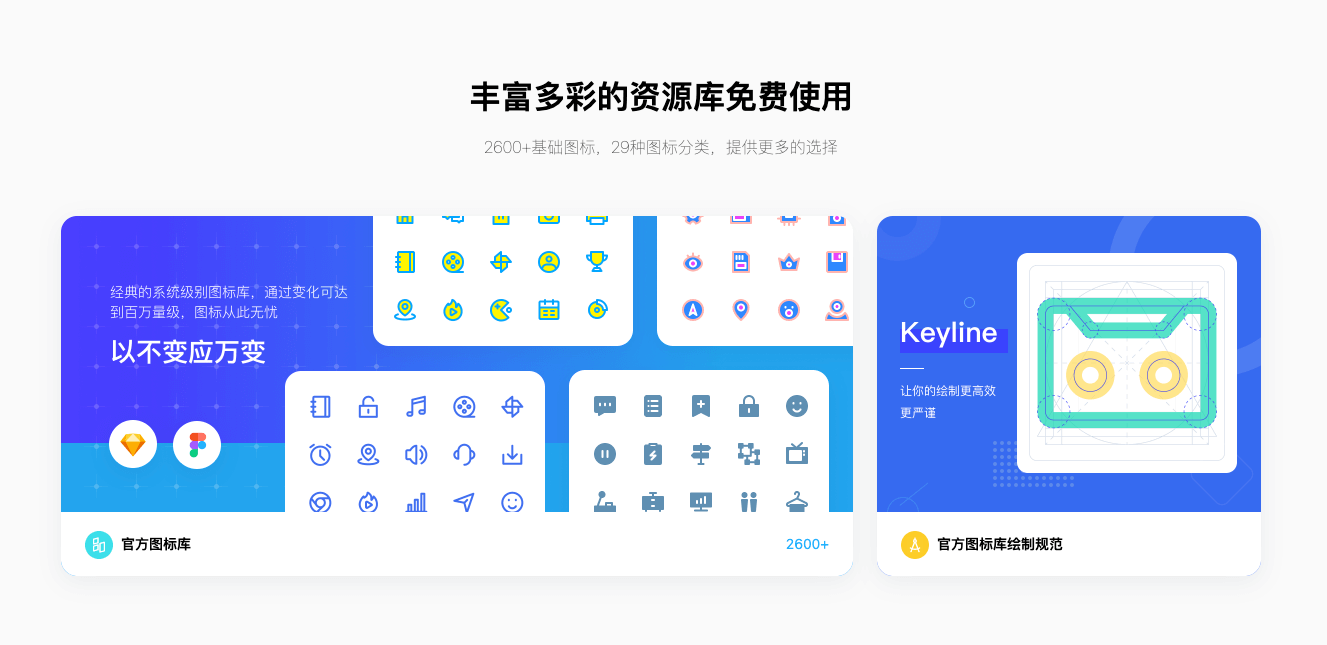 丰富多彩的资源库免费使用
2600+基础图标，29种图标分类，提供更多的选择
经典的系统级别图标库，通过变化可达
到百万量级，图标从此无忧
以不变应万变
官方图标库
2600+
Keyline
让你的绘制更高效
更严谨
官方图标库绘制规范